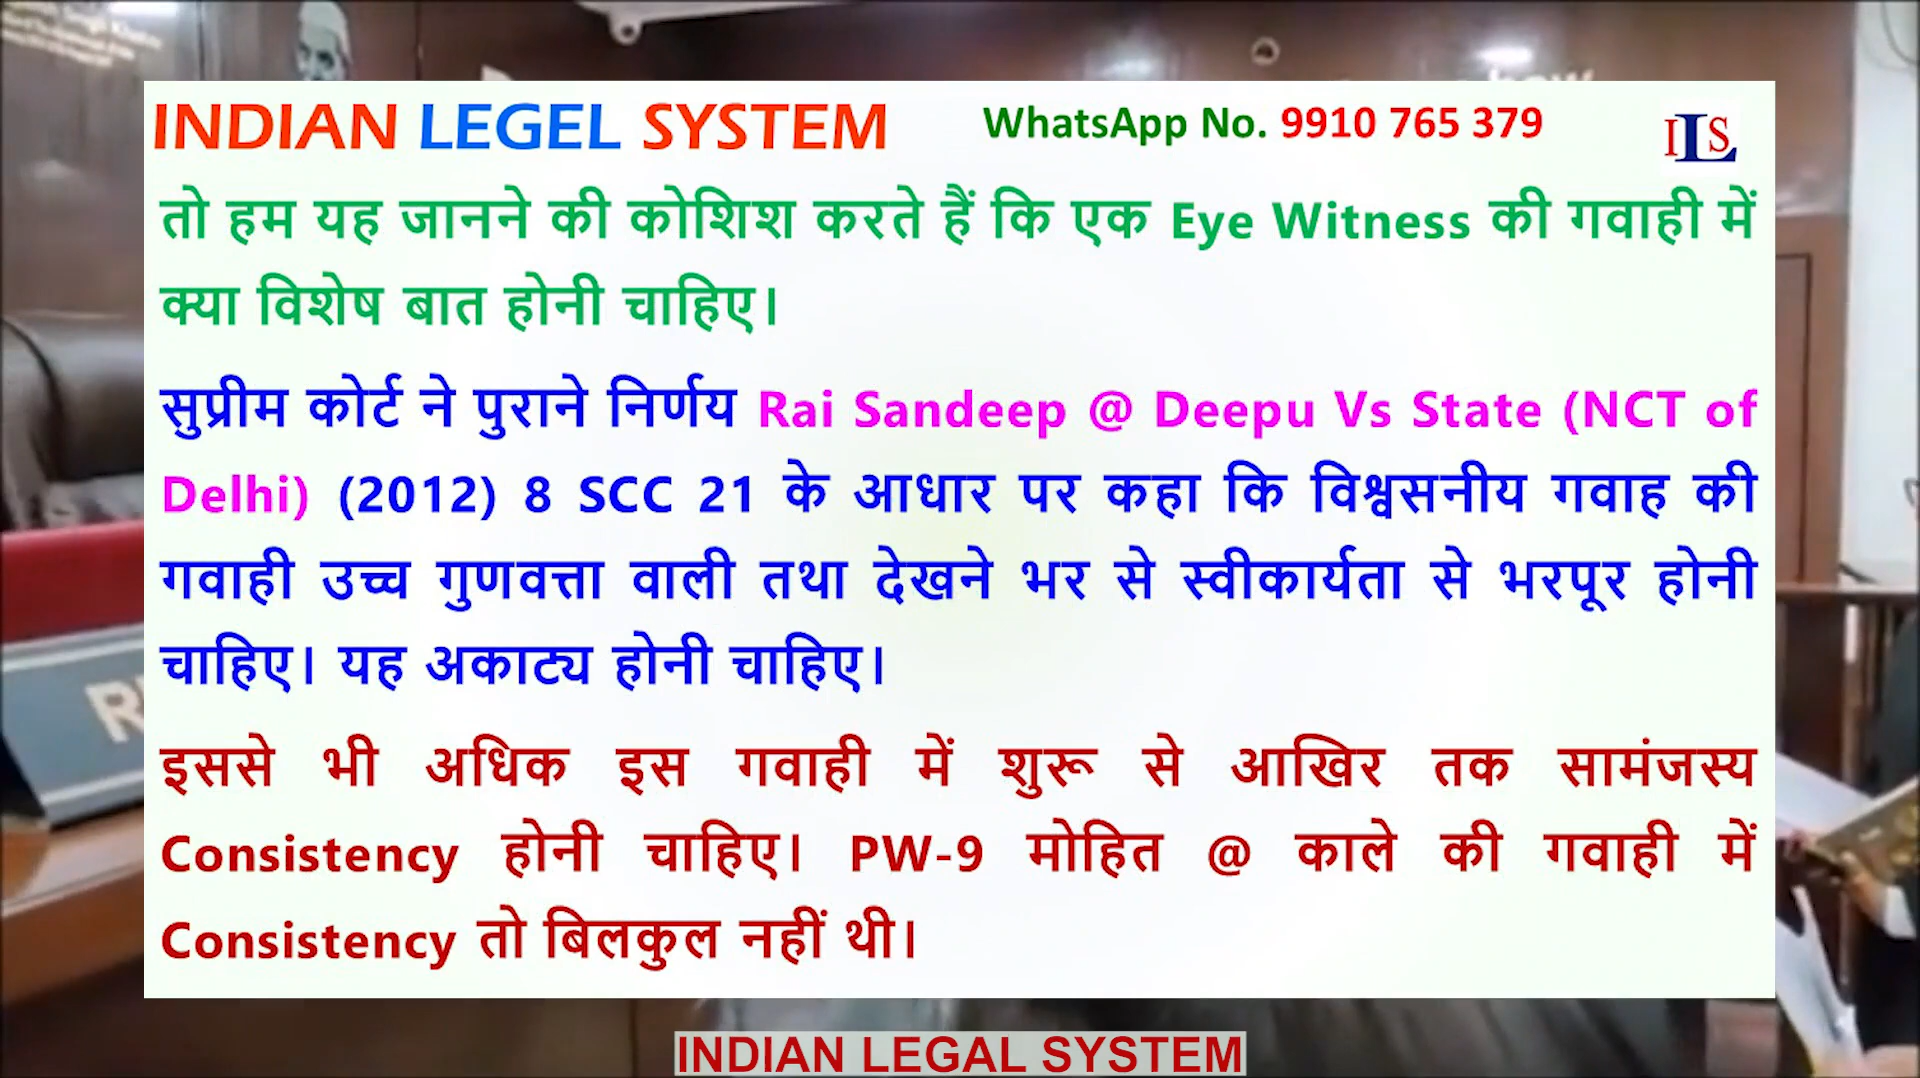 INDIAN LEGEL SYSTEM WhatsApp No. 9910 765 379 ILS
तो हम यह जानने की कोशिश करते हैं कि एक Eye Witness की गवाही में
क्या विशेष बात होनी चाहिए।
सुप्रीम कोर्ट ने पुराने निर्णय Rai Sandeep @ Deepu Vs State (NCT of
Delhi) (2012) 8 SCC 21 के आधार पर कहा कि विश्वसनीय गवाह की
गवाही उच्च गुणवत्ता वाली तथा देखने भर से स्वीकार्यता से भरपूर होनी
चाहिए। यह अकाट्य होनी चाहिए।
इससे भी अधिक इस गवाही में शुरू से आखिर तक सामंजस्य
Consistency होनी चाहिए। PW-9 मोहित @ काले की गवाही में
Consistency तो बिलकुल नहीं थी।
INDIAN LEGAL SYSTEM